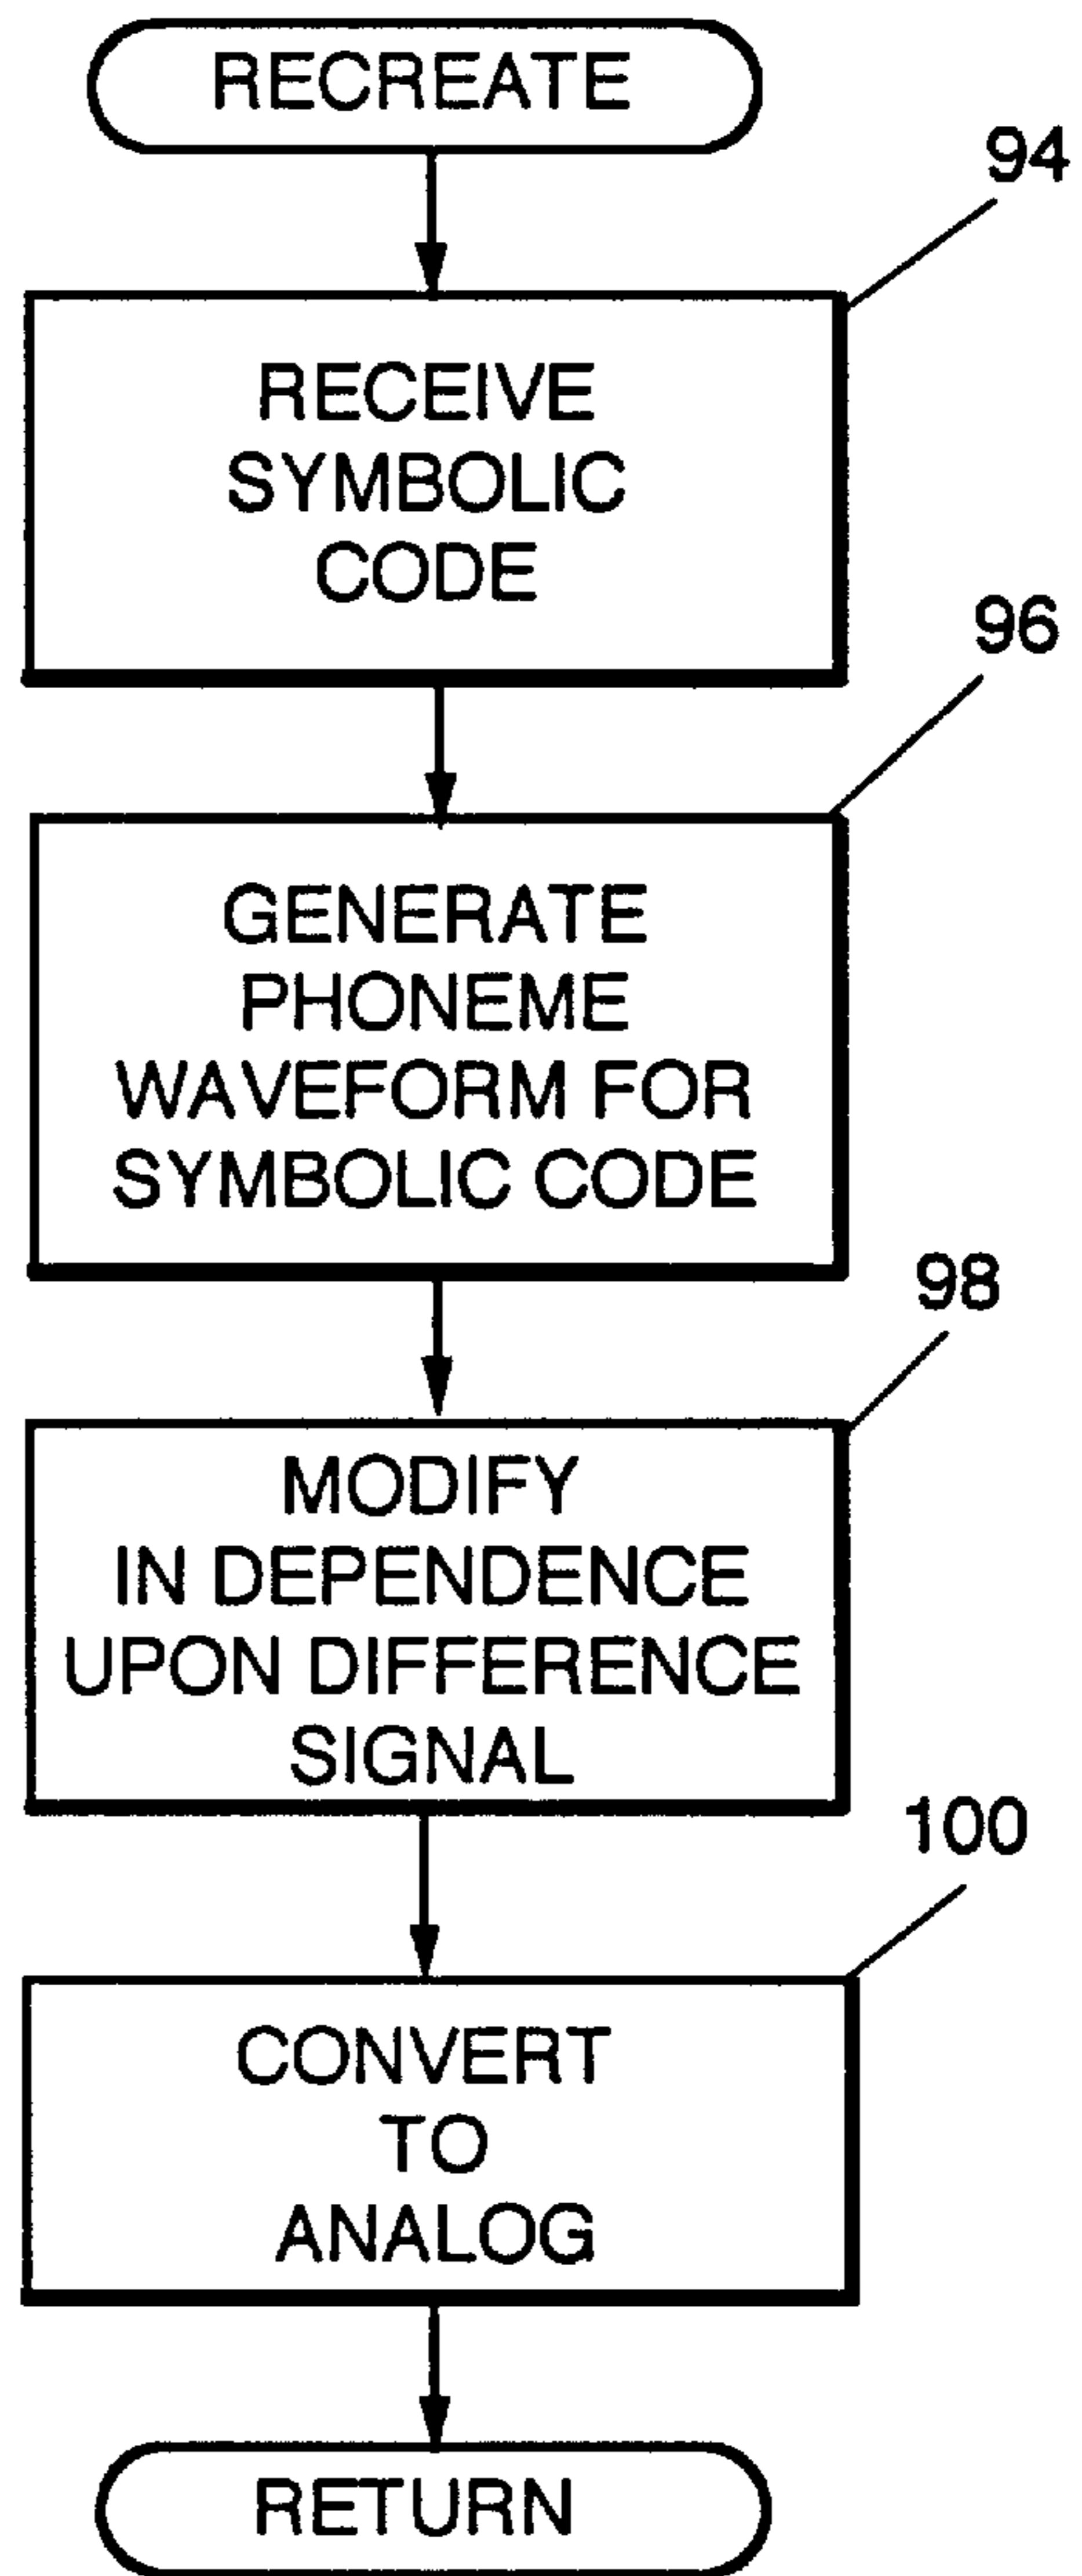 RECREATE
94
RECEIVE
SYMBOLIC
CODE
96
GENERATE
PHONEME
WAVEFORM FOR
SYMBOLIC CODE
98
MODIFY
IN DEPENDENCE
UPON DIFFERENCE
SIGNAL
100
CONVERT
TO
ANALOG
RETURN